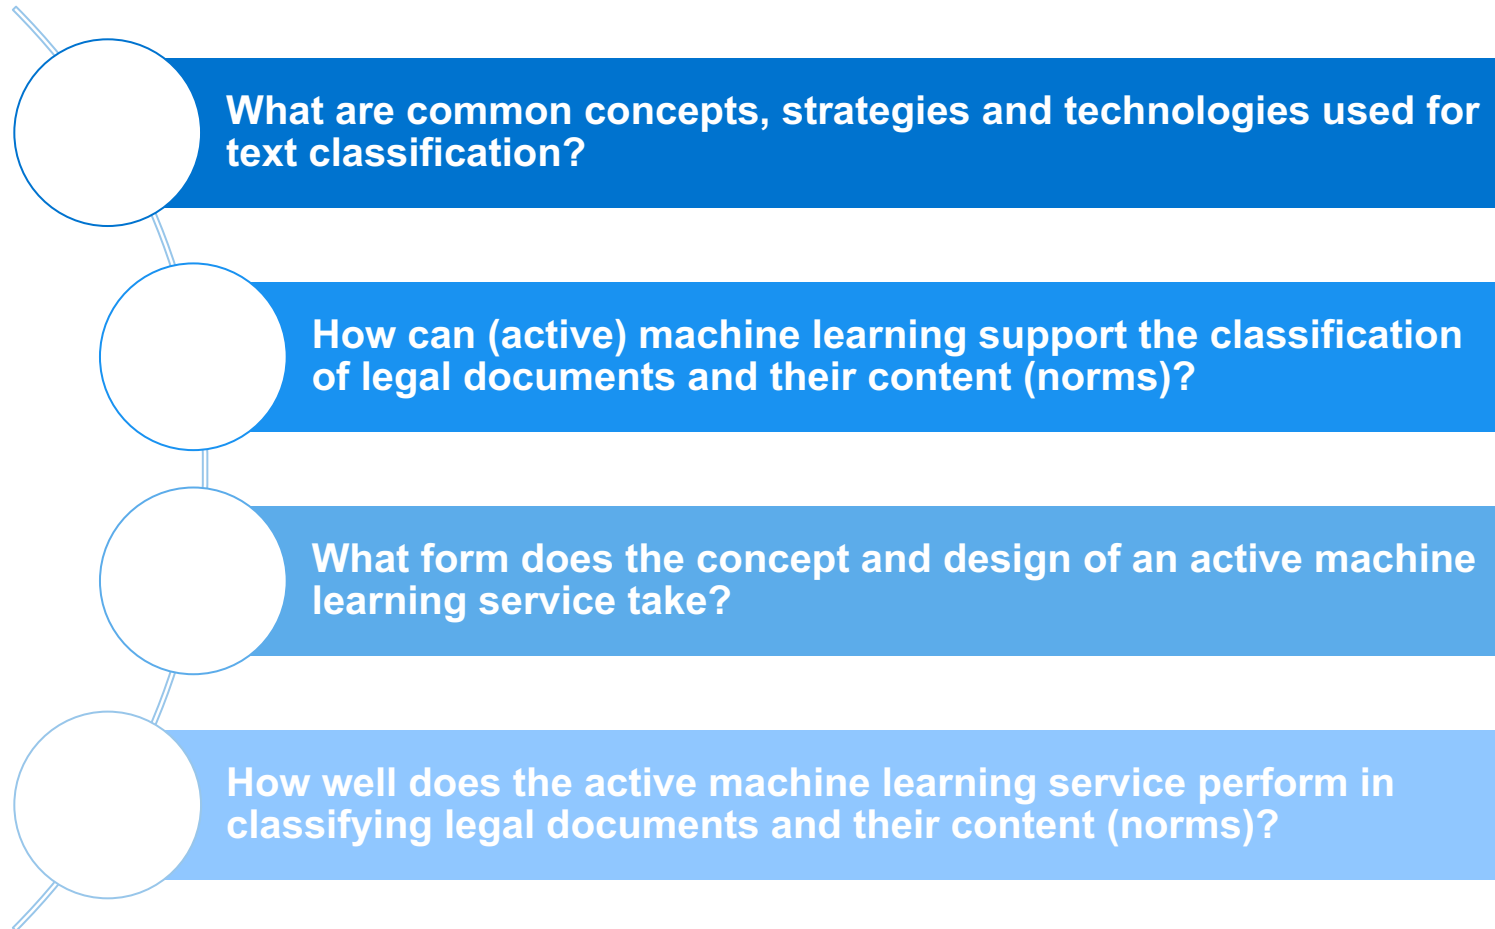 What are common concepts, strategies and technologies used for
text classification?
How can (active) machine learning support the classification
of legal documents and their content (norms)?
What form does the concept and design of an active machine
learning service take?
How well does the active machine learning service perform in
classifying legal documents and their content (norms)?